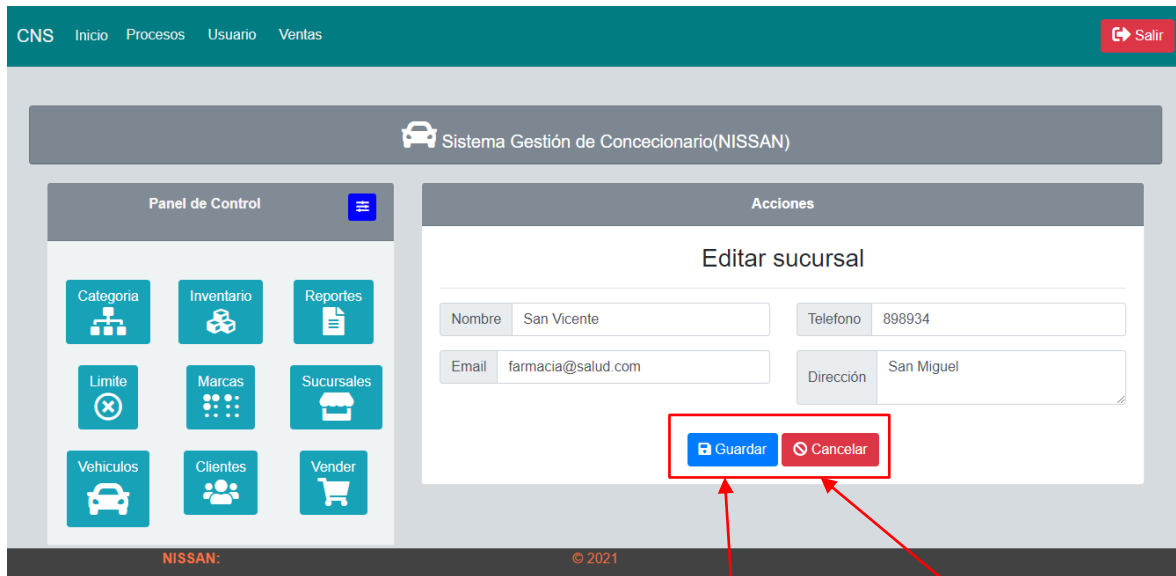 CNS Inicio Procesos Usuario Ventas Salir
Sistema Gestión de Concecionario(NISSAN)
Panel de Control
Categoria Inventario Reportes
Limite Marcas Sucursales
Vehiculos Clientes Vender
Acciones
Editar sucursal
Nombre San Vicente Telefono 898934
Email farmacia@salud.com Dirección San Miguel
Guardar Cancelar
NISSAN: © 2021